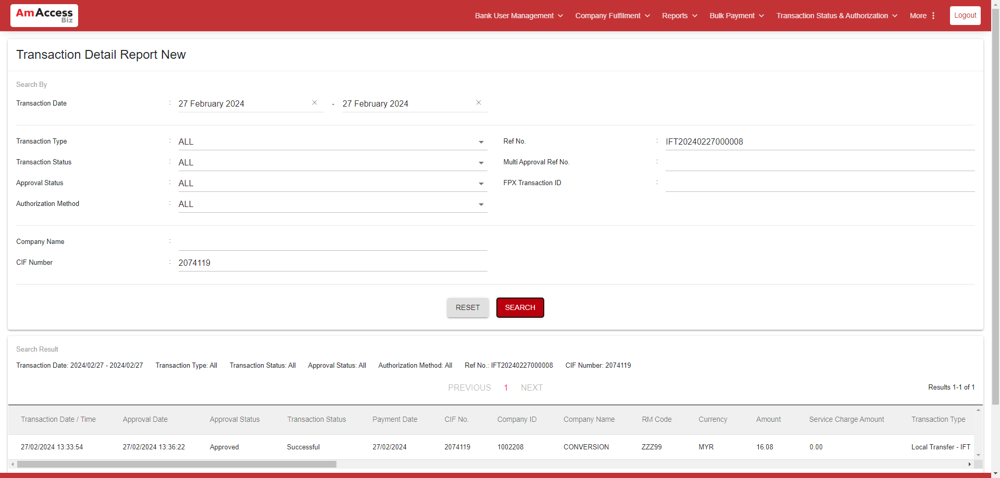 AmAccess
Biz
Bank User Management Company Fulfilment Reports Bulk Payment Transaction Status & Authorization More Logout
Transaction Detail Report New
Search By
Transaction Date : 27 February 2024 - 27 February 2024
Transaction Type : ALL Ref No. : IFT20240227000008
Transaction Status : ALL Multi Approval Ref No. :
Approval Status : ALL FPX Transaction ID :
Authorization Method : ALL
Company Name :
CIF Number : 2074119
RESET SEARCH
Search Result
Transaction Date: 2024/02/27 - 2024/02/27 Transaction Type: All Transaction Status: All Approval Status: All Authorization Method: All Ref No.: IFT20240227000008 CIF Number: 2074119
PREVIOUS 1 NEXT Results 1-1 of 1
Transaction Date / Time Approval Date Approval Status Transaction Status Payment Date CIF No. Company ID Company Name RM Code Currency Amount Service Charge Amount Transaction Type
27/02/2024 13:33:54 27/02/2024 13:36:22 Approved Successful 27/02/2024 2074119 1002208 CONVERSION ZZZ99 MYR 16.08 0.00 Local Transfer - IFT